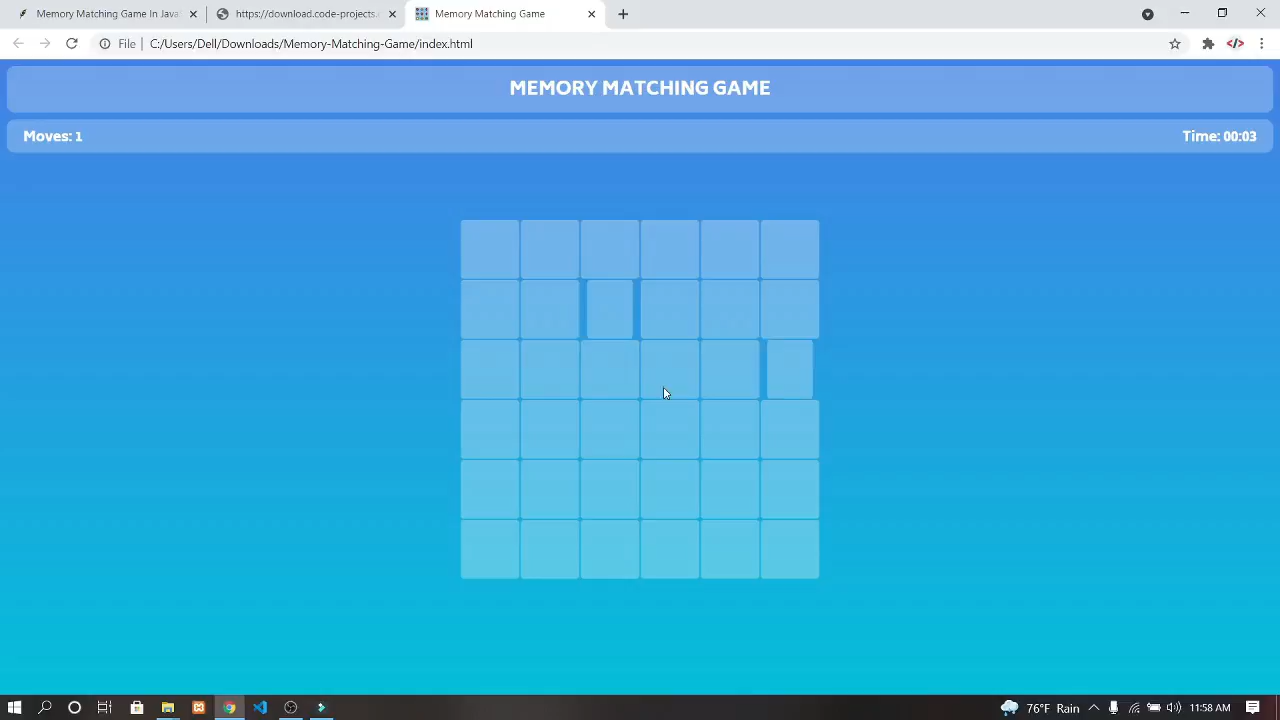 Memory Matching Game in Java
https://download.code-projects.
Memory Matching Game
File
C:/Users/Dell/Downloads/Memory-Matching-Game/index.html
MEMORY MATCHING GAME
Moves: 1
Time: 00:03
76°F Rain
11:58 AM